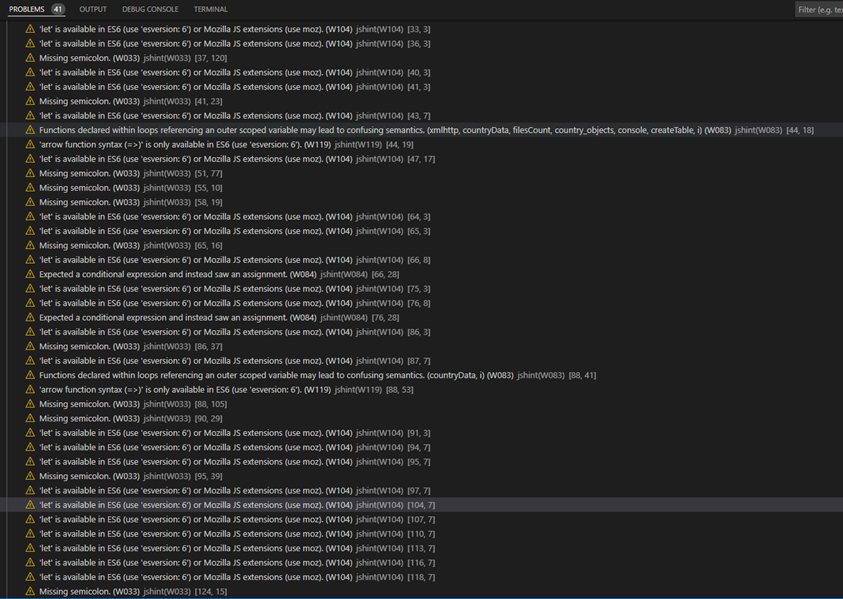 PROBLEMS 41 OUTPUT DEBUG CONSOLE TERMINAL Filter (e.g. te
'let' is available in ES6 (use 'esversion: 6') or Mozilla JS extensions (use moz). (W104) jshint(W104) [33, 3]
'let' is available in ES6 (use 'esversion: 6') or Mozilla JS extensions (use moz). (W104) jshint(W104) [36, 3]
Missing semicolon. (W033) jshint(W033) [37, 120]
'let' is available in ES6 (use 'esversion: 6') or Mozilla JS extensions (use moz). (W104) jshint(W104) [40, 3]
'let' is available in ES6 (use 'esversion: 6') or Mozilla JS extensions (use moz). (W104) jshint(W104) [41, 3]
Missing semicolon. (W033) jshint(W033) [41, 23]
'let' is available in ES6 (use 'esversion: 6') or Mozilla JS extensions (use moz). (W104) jshint(W104) [43, 7]
Functions declared within loops referencing an outer scoped variable may lead to confusing semantics. (xmlhttp, countryData, filesCount, country_objects, console, createTable, i) (W083) jshint(W083) [44, 18]
'arrow function syntax (=>)' is only available in ES6 (use 'esversion: 6'). (W119) jshint(W119) [44, 19]
'let' is available in ES6 (use 'esversion: 6') or Mozilla JS extensions (use moz). (W104) jshint(W104) [47, 17]
Missing semicolon. (W033) jshint(W033) [51, 77]
Missing semicolon. (W033) jshint(W033) [55, 10]
Missing semicolon. (W033) jshint(W033) [58, 19]
'let' is available in ES6 (use 'esversion: 6') or Mozilla JS extensions (use moz). (W104) jshint(W104) [64, 3]
'let' is available in ES6 (use 'esversion: 6') or Mozilla JS extensions (use moz). (W104) jshint(W104) [65, 3]
Missing semicolon. (W033) jshint(W033) [65, 16]
'let' is available in ES6 (use 'esversion: 6') or Mozilla JS extensions (use moz). (W104) jshint(W104) [66, 8]
Expected a conditional expression and instead saw an assignment. (W084) jshint(W084) [66, 28]
'let' is available in ES6 (use 'esversion: 6') or Mozilla JS extensions (use moz). (W104) jshint(W104) [75, 3]
'let' is available in ES6 (use 'esversion: 6') or Mozilla JS extensions (use moz). (W104) jshint(W104) [76, 8]
Expected a conditional expression and instead saw an assignment. (W084) jshint(W084) [76, 28]
'let' is available in ES6 (use 'esversion: 6') or Mozilla JS extensions (use moz). (W104) jshint(W104) [86, 3]
Missing semicolon. (W033) jshint(W033) [86, 37]
'let' is available in ES6 (use 'esversion: 6') or Mozilla JS extensions (use moz). (W104) jshint(W104) [87, 7]
Functions declared within loops referencing an outer scoped variable may lead to confusing semantics. (countryData, i) (W083) jshint(W083) [88, 41]
'arrow function syntax (=>)' is only available in ES6 (use 'esversion: 6'). (W119) jshint(W119) [88, 53]
Missing semicolon. (W033) jshint(W033) [88, 105]
Missing semicolon. (W033) jshint(W033) [90, 29]
'let' is available in ES6 (use 'esversion: 6') or Mozilla JS extensions (use moz). (W104) jshint(W104) [91, 3]
'let' is available in ES6 (use 'esversion: 6') or Mozilla JS extensions (use moz). (W104) jshint(W104) [94, 7]
'let' is available in ES6 (use 'esversion: 6') or Mozilla JS extensions (use moz). (W104) jshint(W104) [95, 7]
Missing semicolon. (W033) jshint(W033) [95, 39]
'let' is available in ES6 (use 'esversion: 6') or Mozilla JS extensions (use moz). (W104) jshint(W104) [97, 7]
'let' is available in ES6 (use 'esversion: 6') or Mozilla JS extensions (use moz). (W104) jshint(W104) [104, 7]
'let' is available in ES6 (use 'esversion: 6') or Mozilla JS extensions (use moz). (W104) jshint(W104) [107, 7]
'let' is available in ES6 (use 'esversion: 6') or Mozilla JS extensions (use moz). (W104) jshint(W104) [110, 7]
'let' is available in ES6 (use 'esversion: 6') or Mozilla JS extensions (use moz). (W104) jshint(W104) [113, 7]
'let' is available in ES6 (use 'esversion: 6') or Mozilla JS extensions (use moz). (W104) jshint(W104) [116, 7]
'let' is available in ES6 (use 'esversion: 6') or Mozilla JS extensions (use moz). (W104) jshint(W104) [118, 7]
Missing semicolon. (W033) jshint(W033) [124, 15]